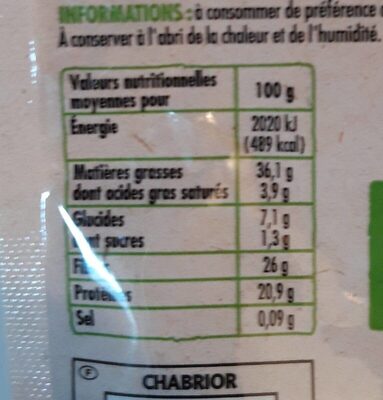 INFORMATIONS : à consommer de préférence
À conserver à l'abri de la chaleur et de l'humidité.
Valeurs nutritionnelles
moyennes pour
100 g
Énergie
2020 kJ
(489 kcal)
Matières grasses 36,1 g
dont acides gras saturés 3,9 g
Glucides 7,1 g
sucres 1,3 g
26 g
20,9 g
Sel 0,09 g
F
CHABRIOR